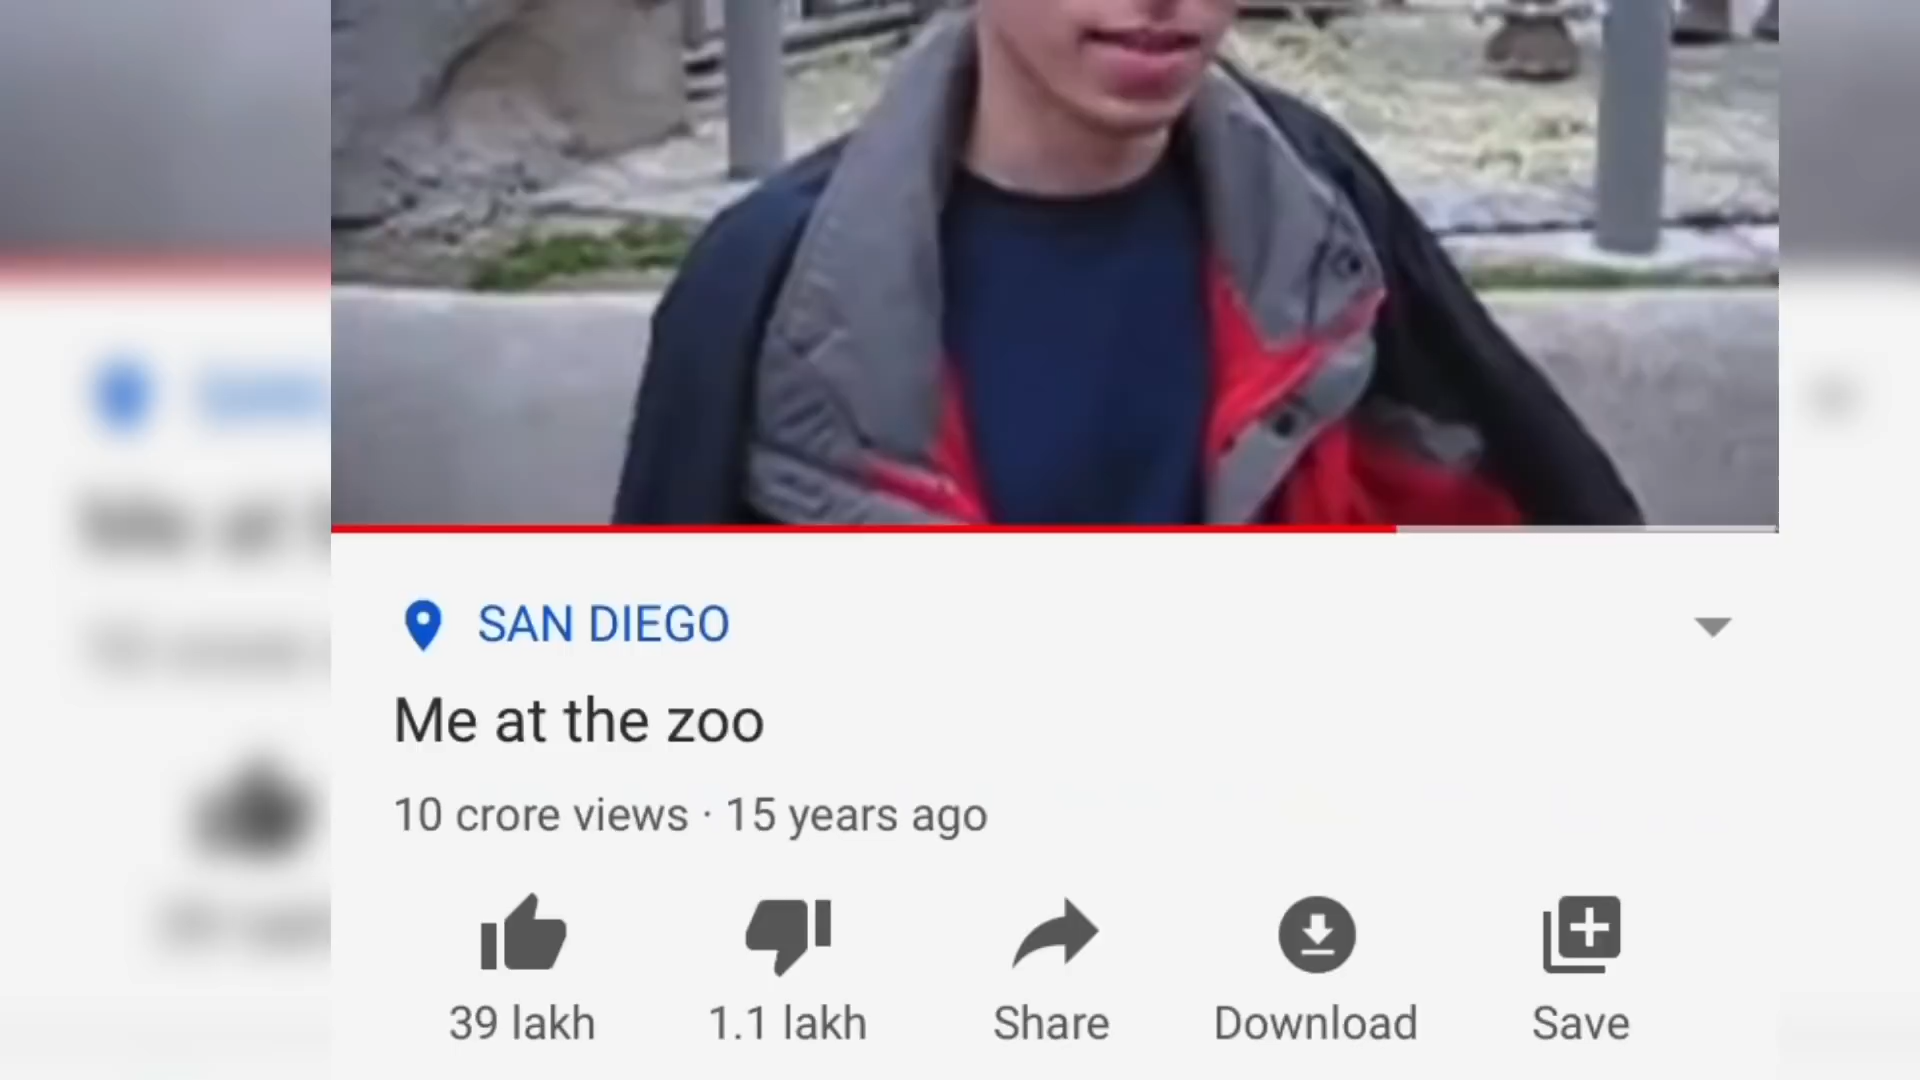 SAN DIEGO
Me at the zoo
10 crore views · 15 years ago
39 lakh 1.1 lakh Share Download Save